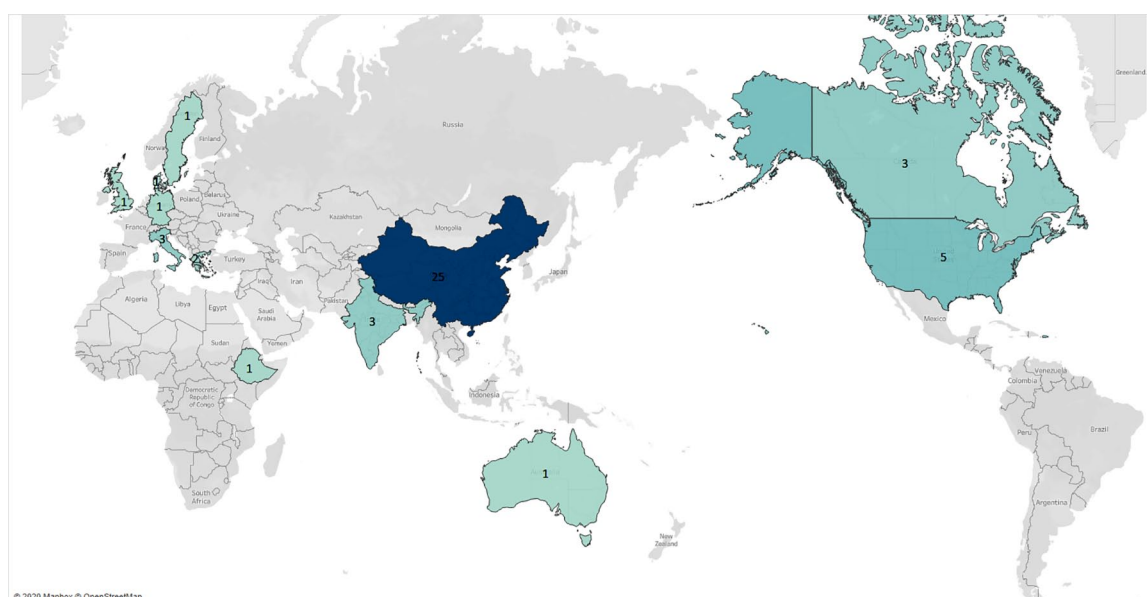 Greenland
1
Russia
Norway
Finland
1
3
1
1
Poland
Belarus
Ukraine
France
Kazakhstan
Mongolia
3
Spain
2
Turkey
25
5
Japan
Iraq
Iran
Algeria
Libya
Egypt
Pakistan
Saudi
Arabia
3
Mexico
Sudan
Yemen
1
Venezuela
Colombia
Democratic
Republic
of Congo
Indonesia
Peru
Brazil
1
South
Africa
Argentina
New
Zealand
© 2020 Mapbox © OpenStreetMap